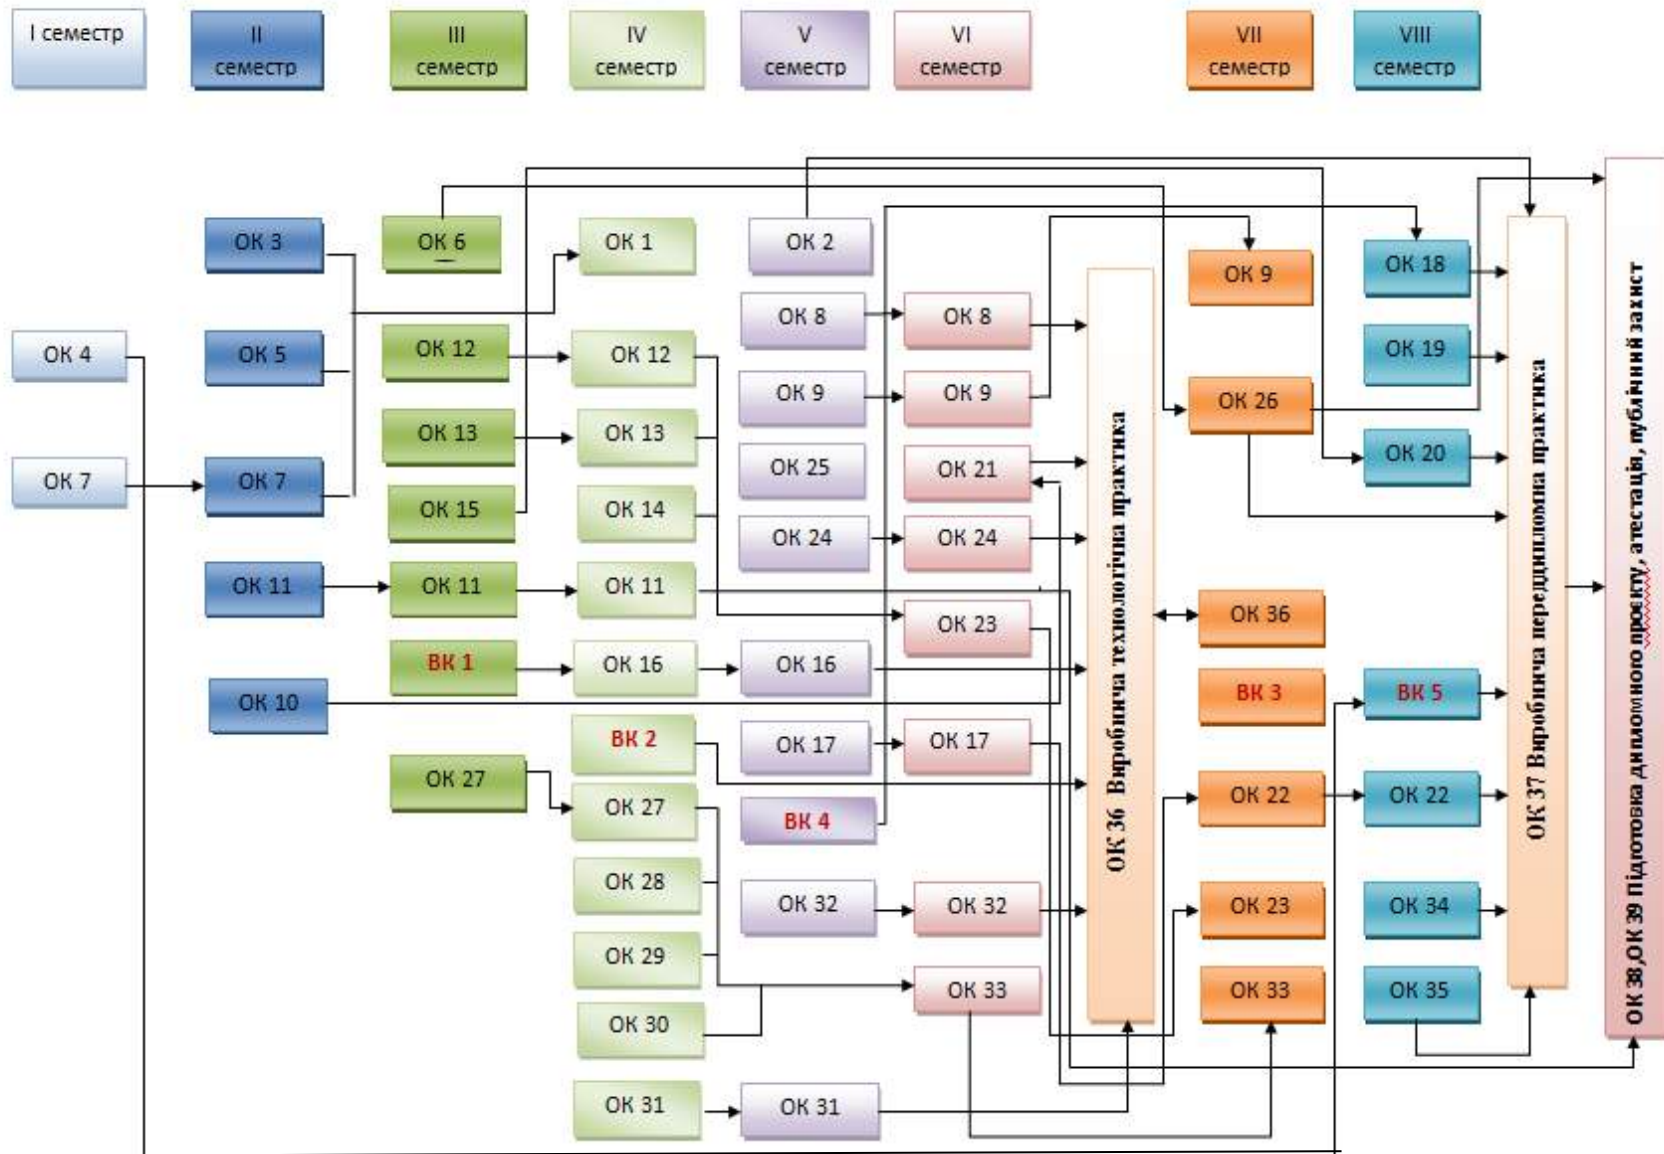 І семестр
ІІ
семестр
ІІІ
семестр
IV
семестр
V
семестр
VI
семестр
VII
семестр
VIII
семестр
ОК 4
ОК 7
ОК 3
ОК 5
ОК 7
ОК 11
ОК 10
ОК 6
ОК 12
ОК 13
ОК 15
ОК 11
ВК 1
ОК 27
ОК 1
ОК 12
ОК 13
ОК 14
ОК 11
ОК 16
ВК 2
ОК 27
ОК 28
ОК 29
ОК 30
ОК 31
ОК 2
ОК 8
ОК 9
ОК 25
ОК 24
ОК 16
ОК 17
ВК 4
ОК 32
ОК 31
ОК 8
ОК 9
ОК 21
ОК 24
ОК 23
ОК 17
ОК 32
ОК 33
ОК 36 Виробнича технологічна практика
ОК 9
ОК 26
ОК 36
ВК 3
ОК 22
ОК 23
ОК 33
ОК 18
ОК 19
ОК 20
ВК 5
ОК 22
ОК 34
ОК 35
ОК 37 Виробнича переддипломна практика
ОК 38,ОК 39 Підготовка дипломного проекту, атестація, публічний захист